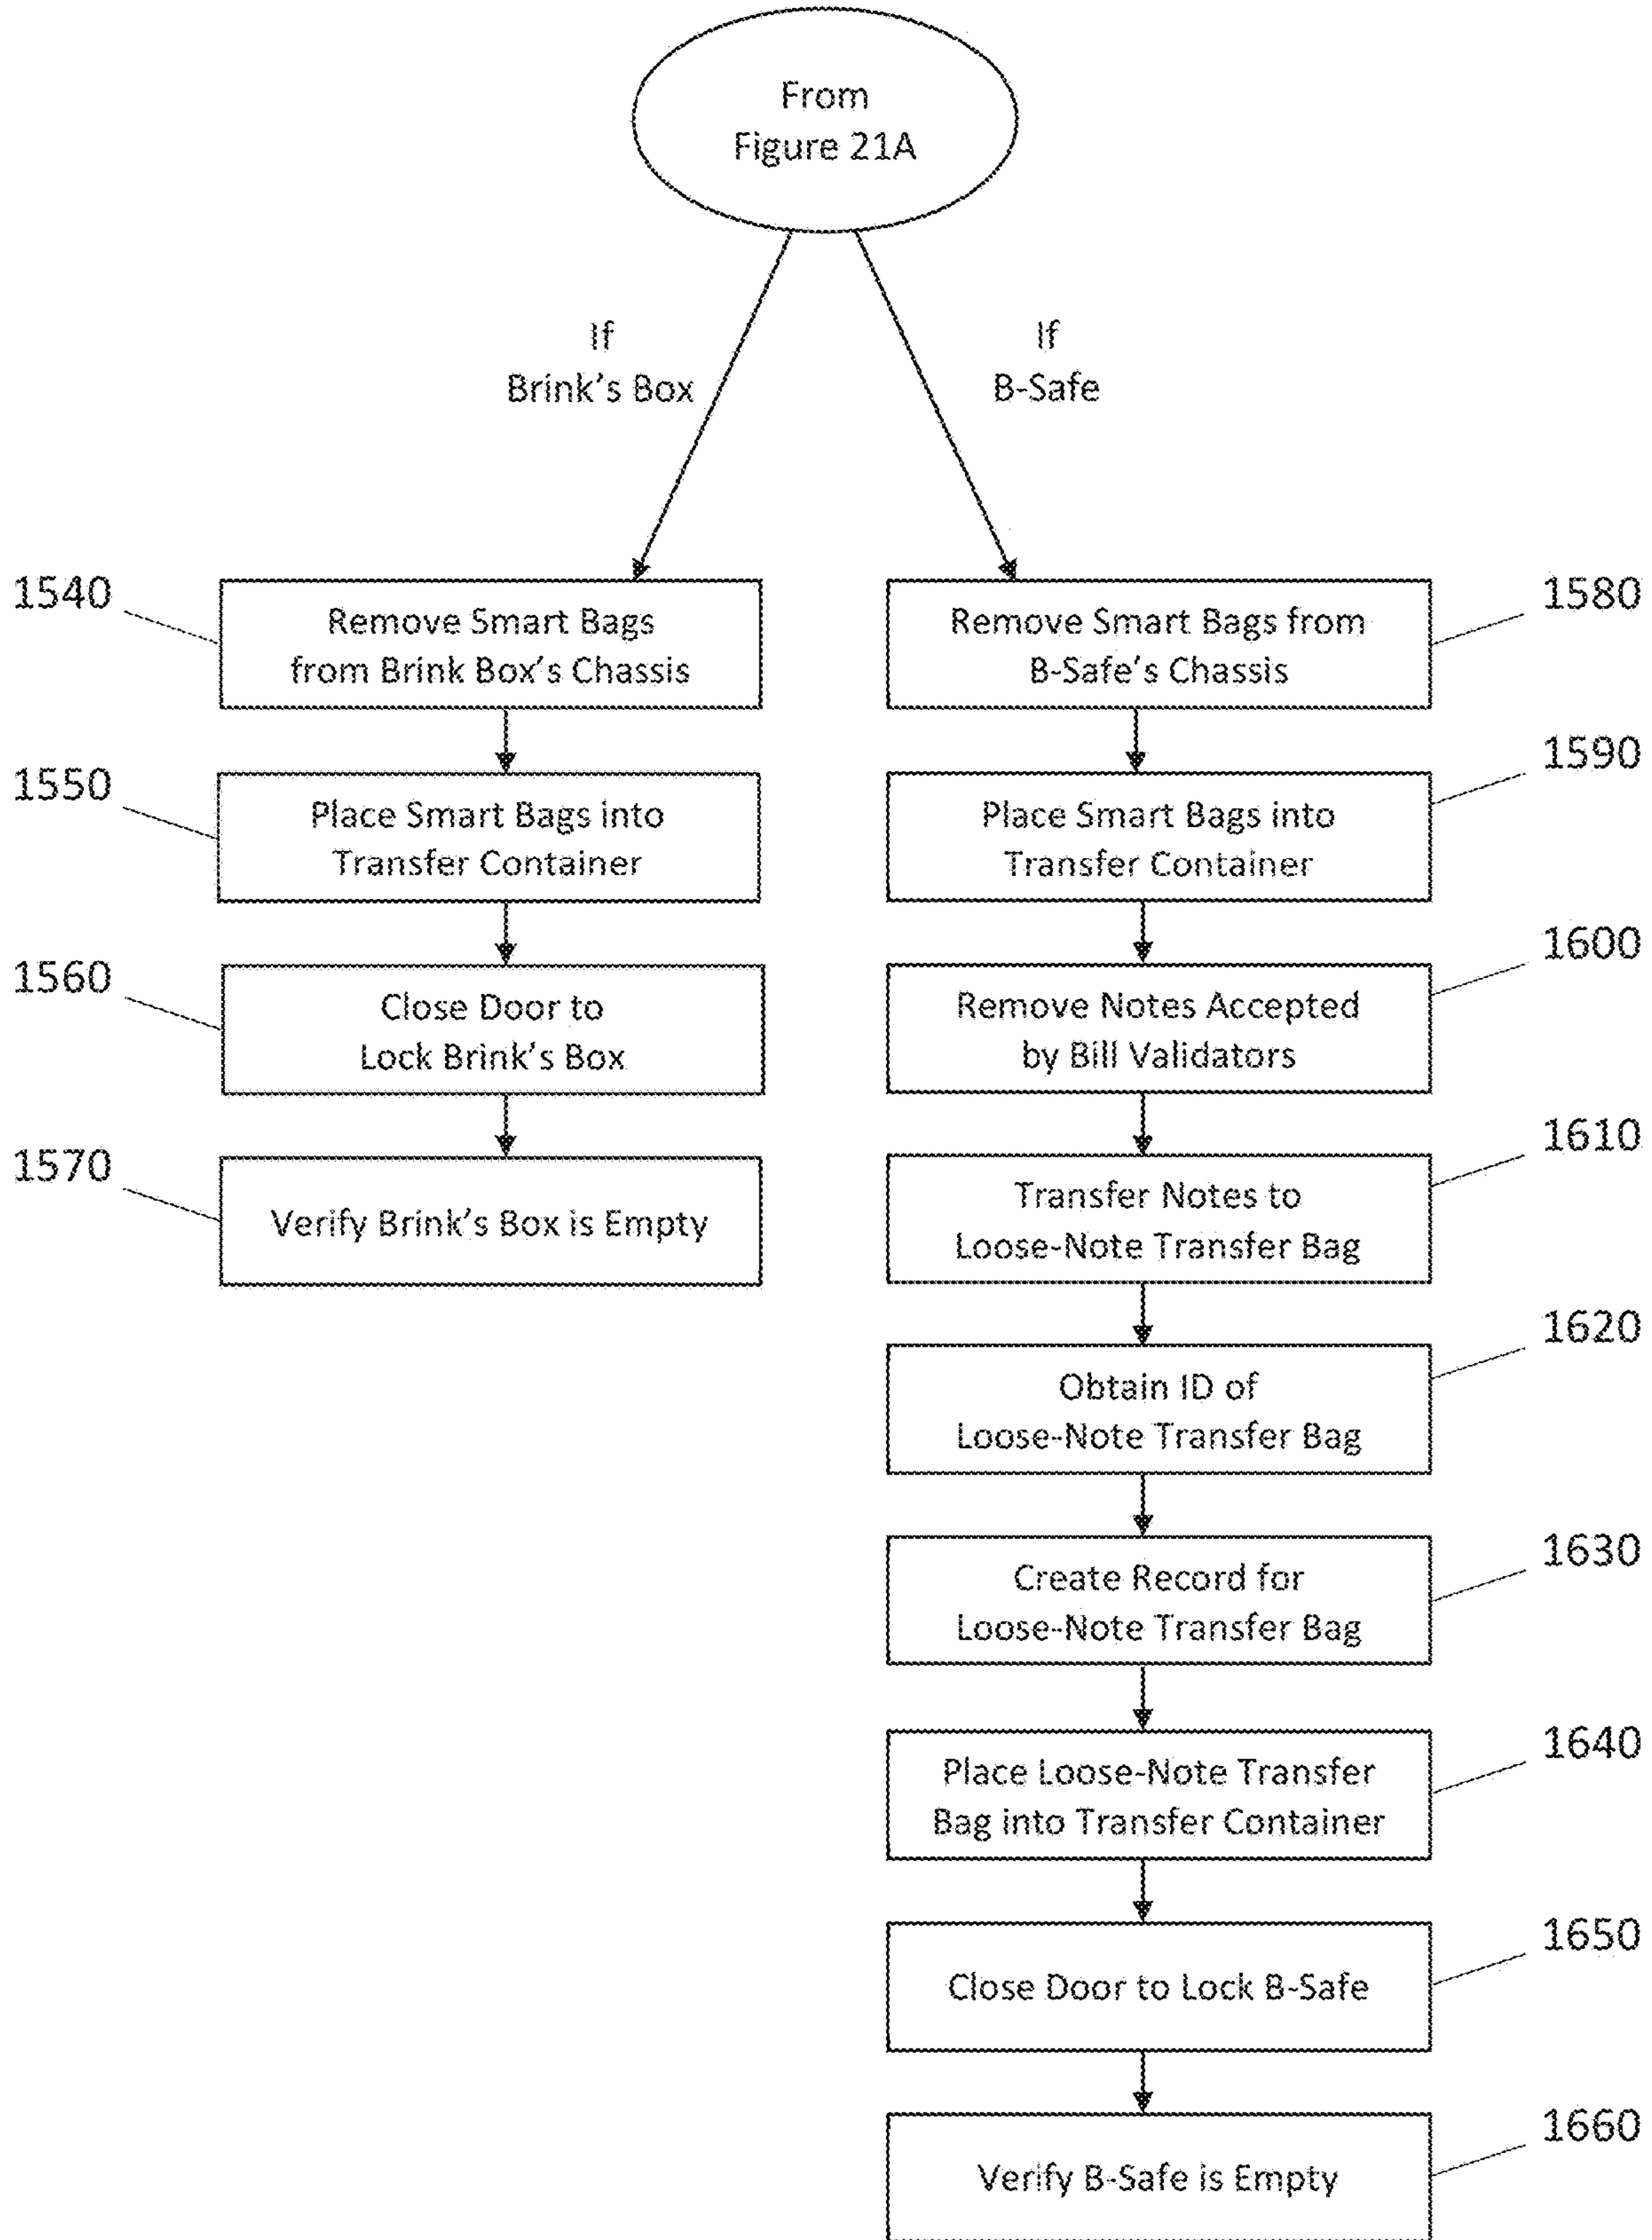 From
Figure 21A
If
Brink's Box
If
B-Safe
1540
Remove Smart Bags
from Brink Box's Chassis
1550
Place Smart Bags into
Transfer Container
1560
Close Door to
Lock Brink's Box
1570
Verify Brink's Box is Empty
1580
Remove Smart Bags from
B-Safe's Chassis
1590
Place Smart Bags into
Transfer Container
1600
Remove Notes Accepted
by Bill Validators
1610
Transfer Notes to
Loose-Note Transfer Bag
1620
Obtain ID of
Loose-Note Transfer Bag
1630
Create Record for
Loose-Note Transfer Bag
1640
Place Loose-Note Transfer
Bag into Transfer Container
1650
Close Door to Lock B-Safe
1660
Verify B-Safe is Empty